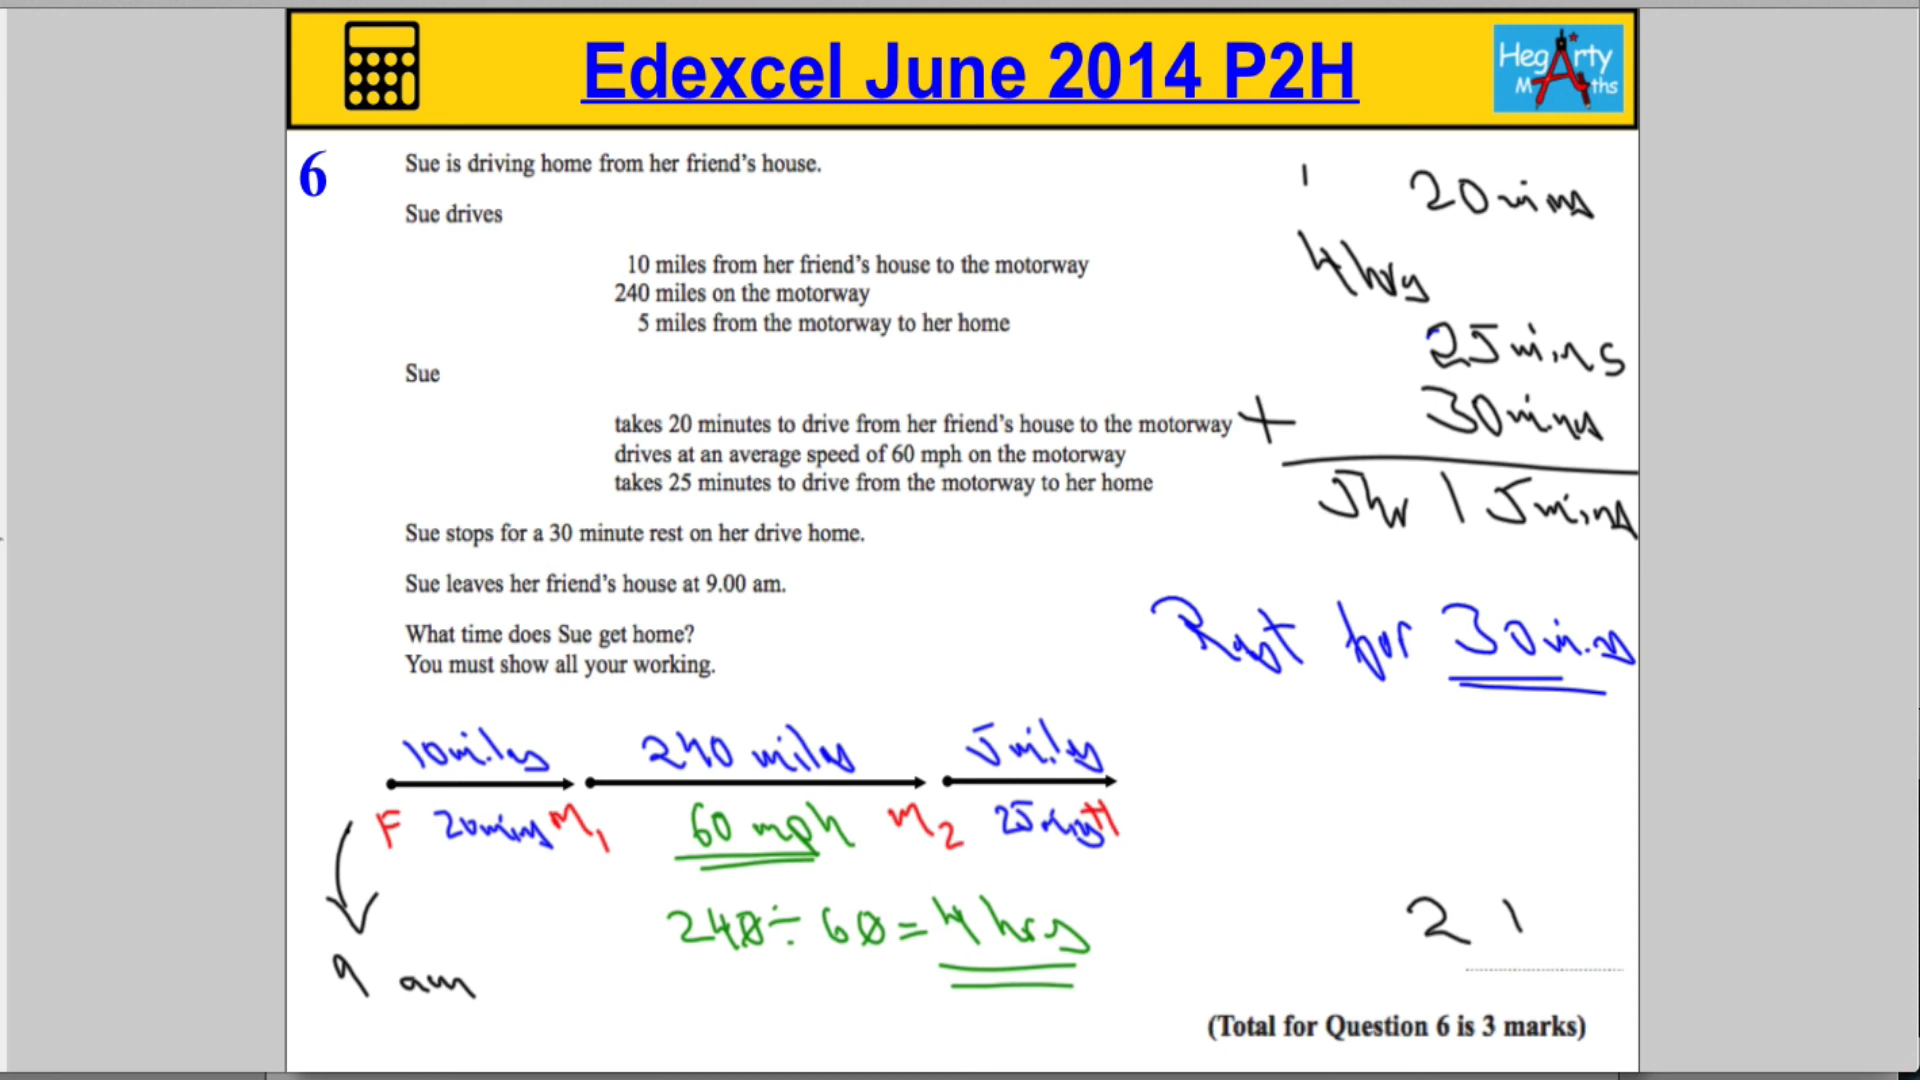 Edexcel June 2014 P2H
Hegarty
Maths
6
Sue is driving home from her friend's house.
Sue drives
10 miles from her friend's house to the motorway
240 miles on the motorway
5 miles from the motorway to her home
Sue
takes 20 minutes to drive from her friend's house to the motorway
drives at an average speed of 60 mph on the motorway
takes 25 minutes to drive from the motorway to her home
Sue stops for a 30 minute rest on her drive home.
Sue leaves her friend's house at 9.00 am.
What time does Sue get home?
You must show all your working.
1
20 mins
4 hrs
25 mins
+ 30 mins
5hr 15 mins
Rest for 30 mins
10 miles 240 miles 5 miles
F 20 mins M1 60 mph M2 25 mins H
240 ÷ 60 = 4 hrs
9 am
2 1
(Total for Question 6 is 3 marks)